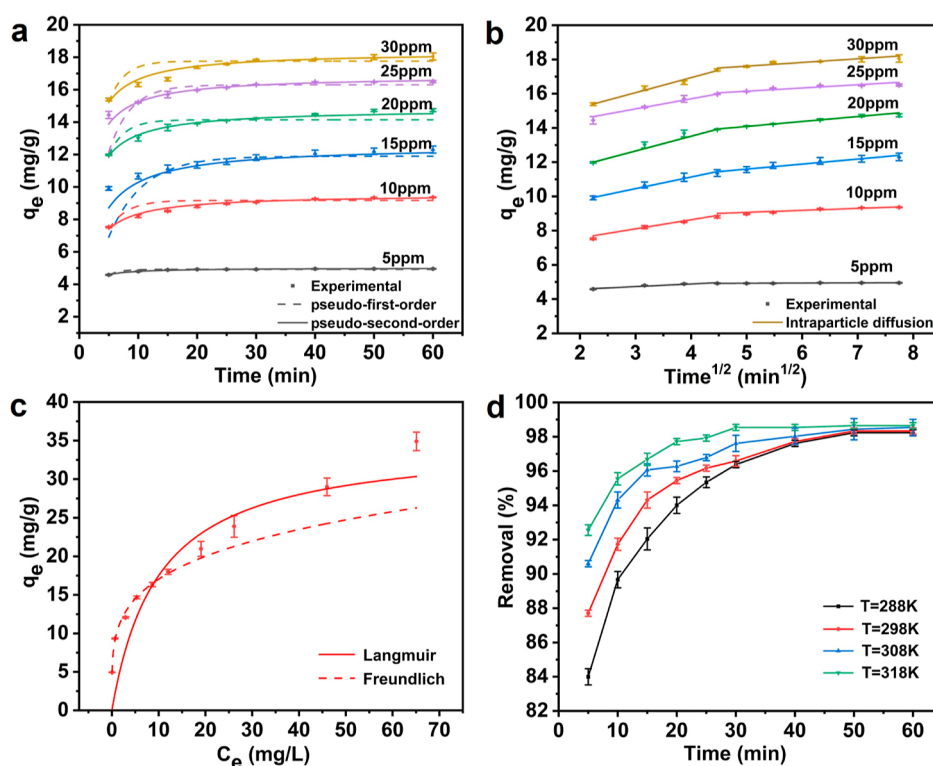 a
qe (mg/g)
20
18
16
14
12
10
8
6
4
2
0
30ppm
25ppm
20ppm
15ppm
10ppm
5ppm
Experimental
pseudo-first-order
pseudo-second-order
0 10 20 30 40 50 60
Time (min)
b
qe (mg/g)
20
18
16
14
12
10
8
6
4
2
30ppm
25ppm
20ppm
15ppm
10ppm
5ppm
Experimental
Intraparticle diffusion
2 3 4 5 6 7 8
Time1/2 (min1/2)
c
qe (mg/g)
40
35
30
25
20
15
10
5
0
Langmuir
Freundlich
0 10 20 30 40 50 60 70
Ce (mg/L)
d
Removal (%)
100
98
96
94
92
90
88
86
84
82
T=288K
T=298K
T=308K
T=318K
0 10 20 30 40 50 60
Time (min)